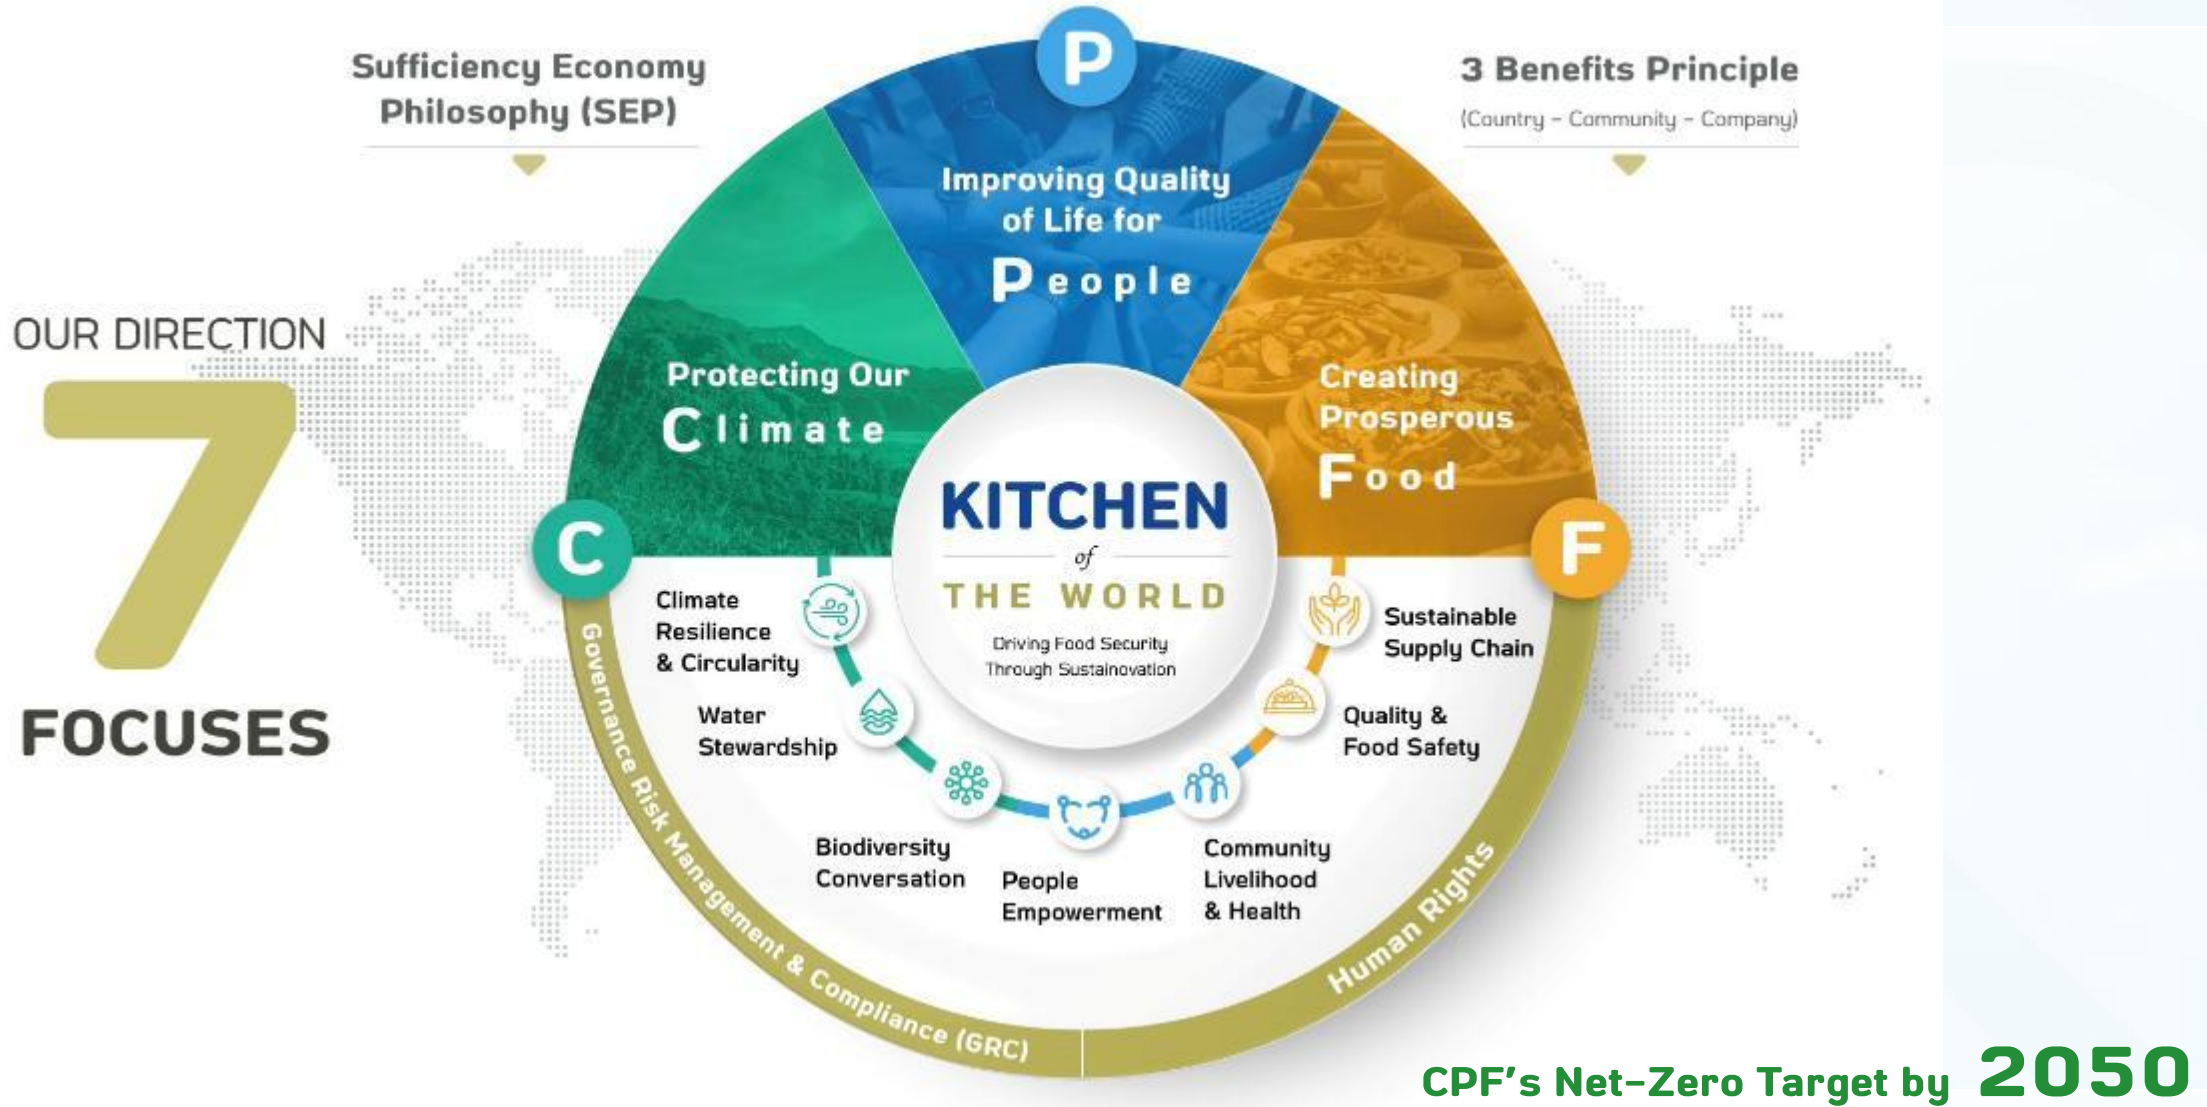 Sufficiency Economy
Philosophy (SEP)
3 Benefits Principle
(Country - Community - Company)
OUR DIRECTION
7
FOCUSES
P
Improving Quality
of Life for
People
Protecting Our
Climate
C
Creating
Prosperous
Food
F
KITCHEN
of
THE WORLD
Driving Food Security
Through Sustainovation
Climate
Resilience
& Circularity
Water
Stewardship
Biodiversity
Conversation
People
Empowerment
Community
Livelihood
& Health
Quality &
Food Safety
Sustainable
Supply Chain
Governance Risk Management & Compliance (GRC)
Human Rights
CPF's Net-Zero Target by 2050